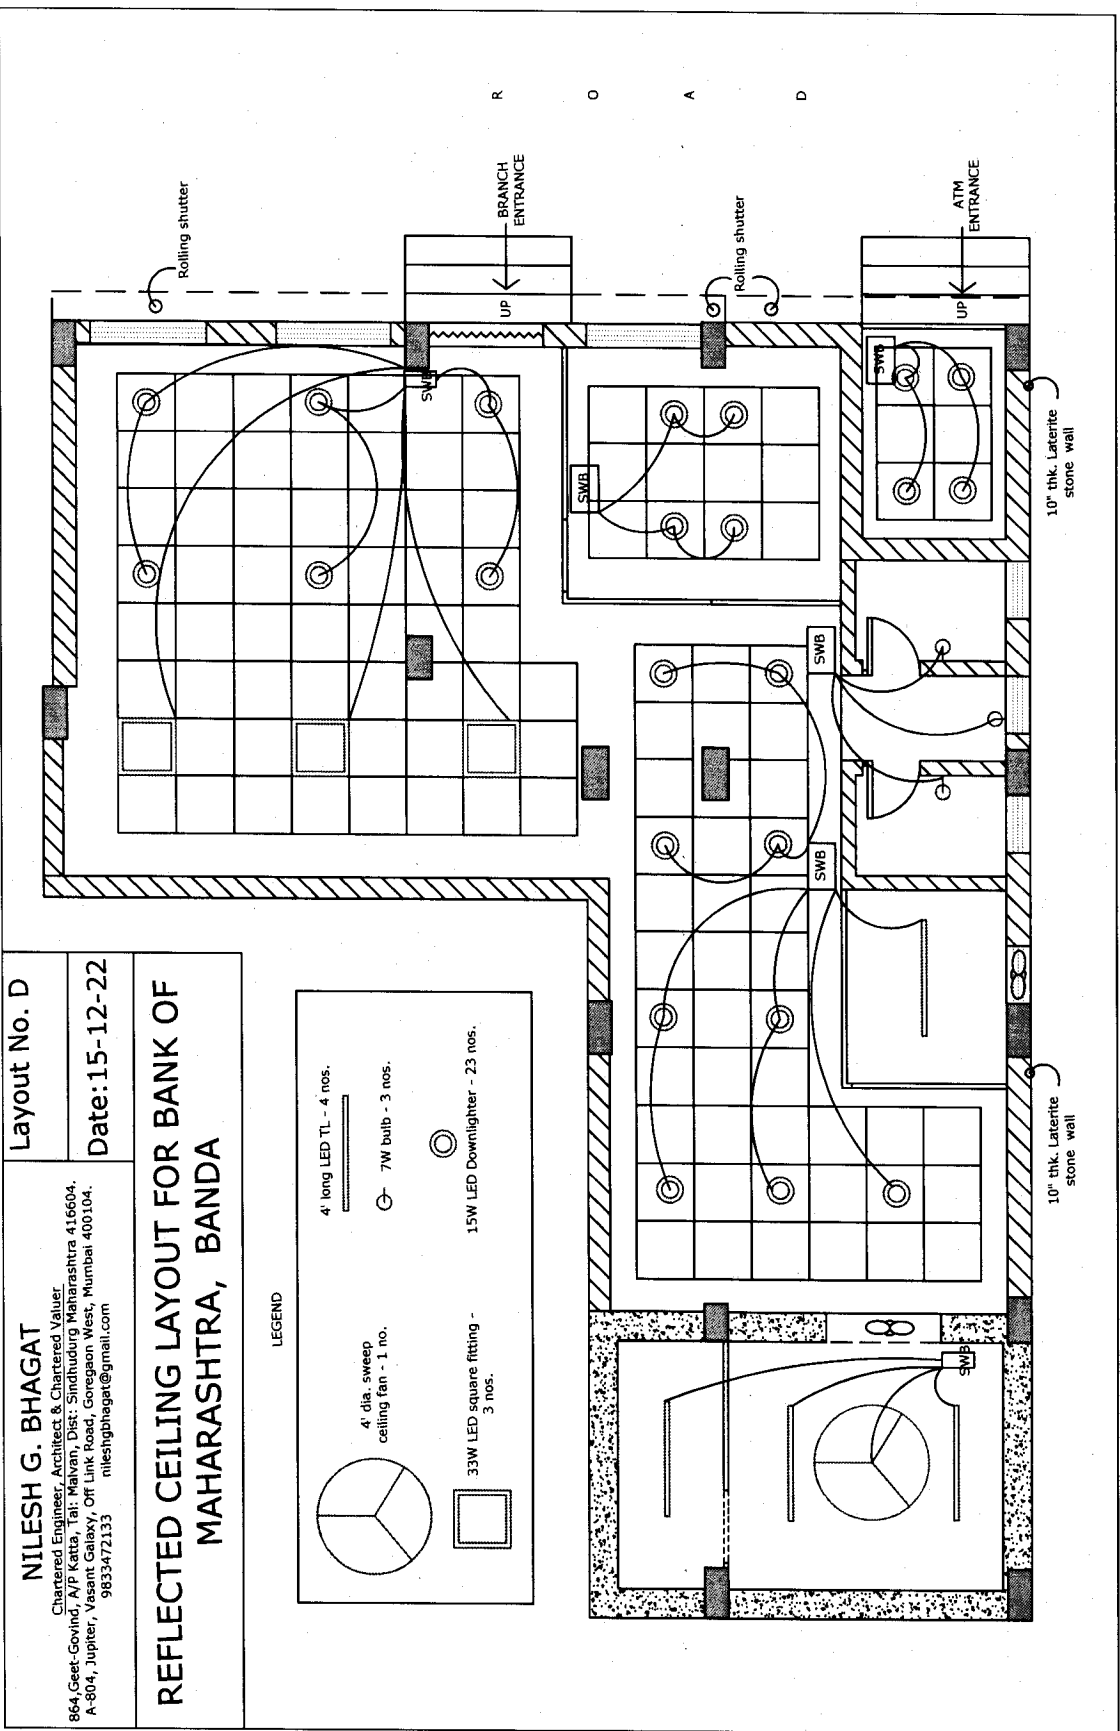 NILESH G. BHAGAT
Chartered Engineer, Architect & Chartered Valuer
864,Geet-Govind, A/P Katta, Tal: Malvan, Dist: Sindhudurg Maharashtra 416604.
A-804, Jupiter, Vasant Galaxy, Off Link Road, Goregaon West, Mumbai 400104.
9833472133 nileshgbhagat@gmail.com
Layout No. D
Date:15-12-22
REFLECTED CEILING LAYOUT FOR BANK OF
MAHARASHTRA, BANDA
LEGEND
4' dia. sweep
ceiling fan - 1 no.
4' long LED TL - 4 nos.
7W bulb - 3 nos.
33W LED square fitting -
3 nos.
15W LED Downlighter - 23 nos.
Rolling shutter
BRANCH
ENTRANCE
UP
Rolling shutter
ATM
ENTRANCE
UP
R O A D
SWB
SWB
SWB
SWB
SWB
SWB
10" thk. Laterite
stone wall
10" thk. Laterite
stone wall